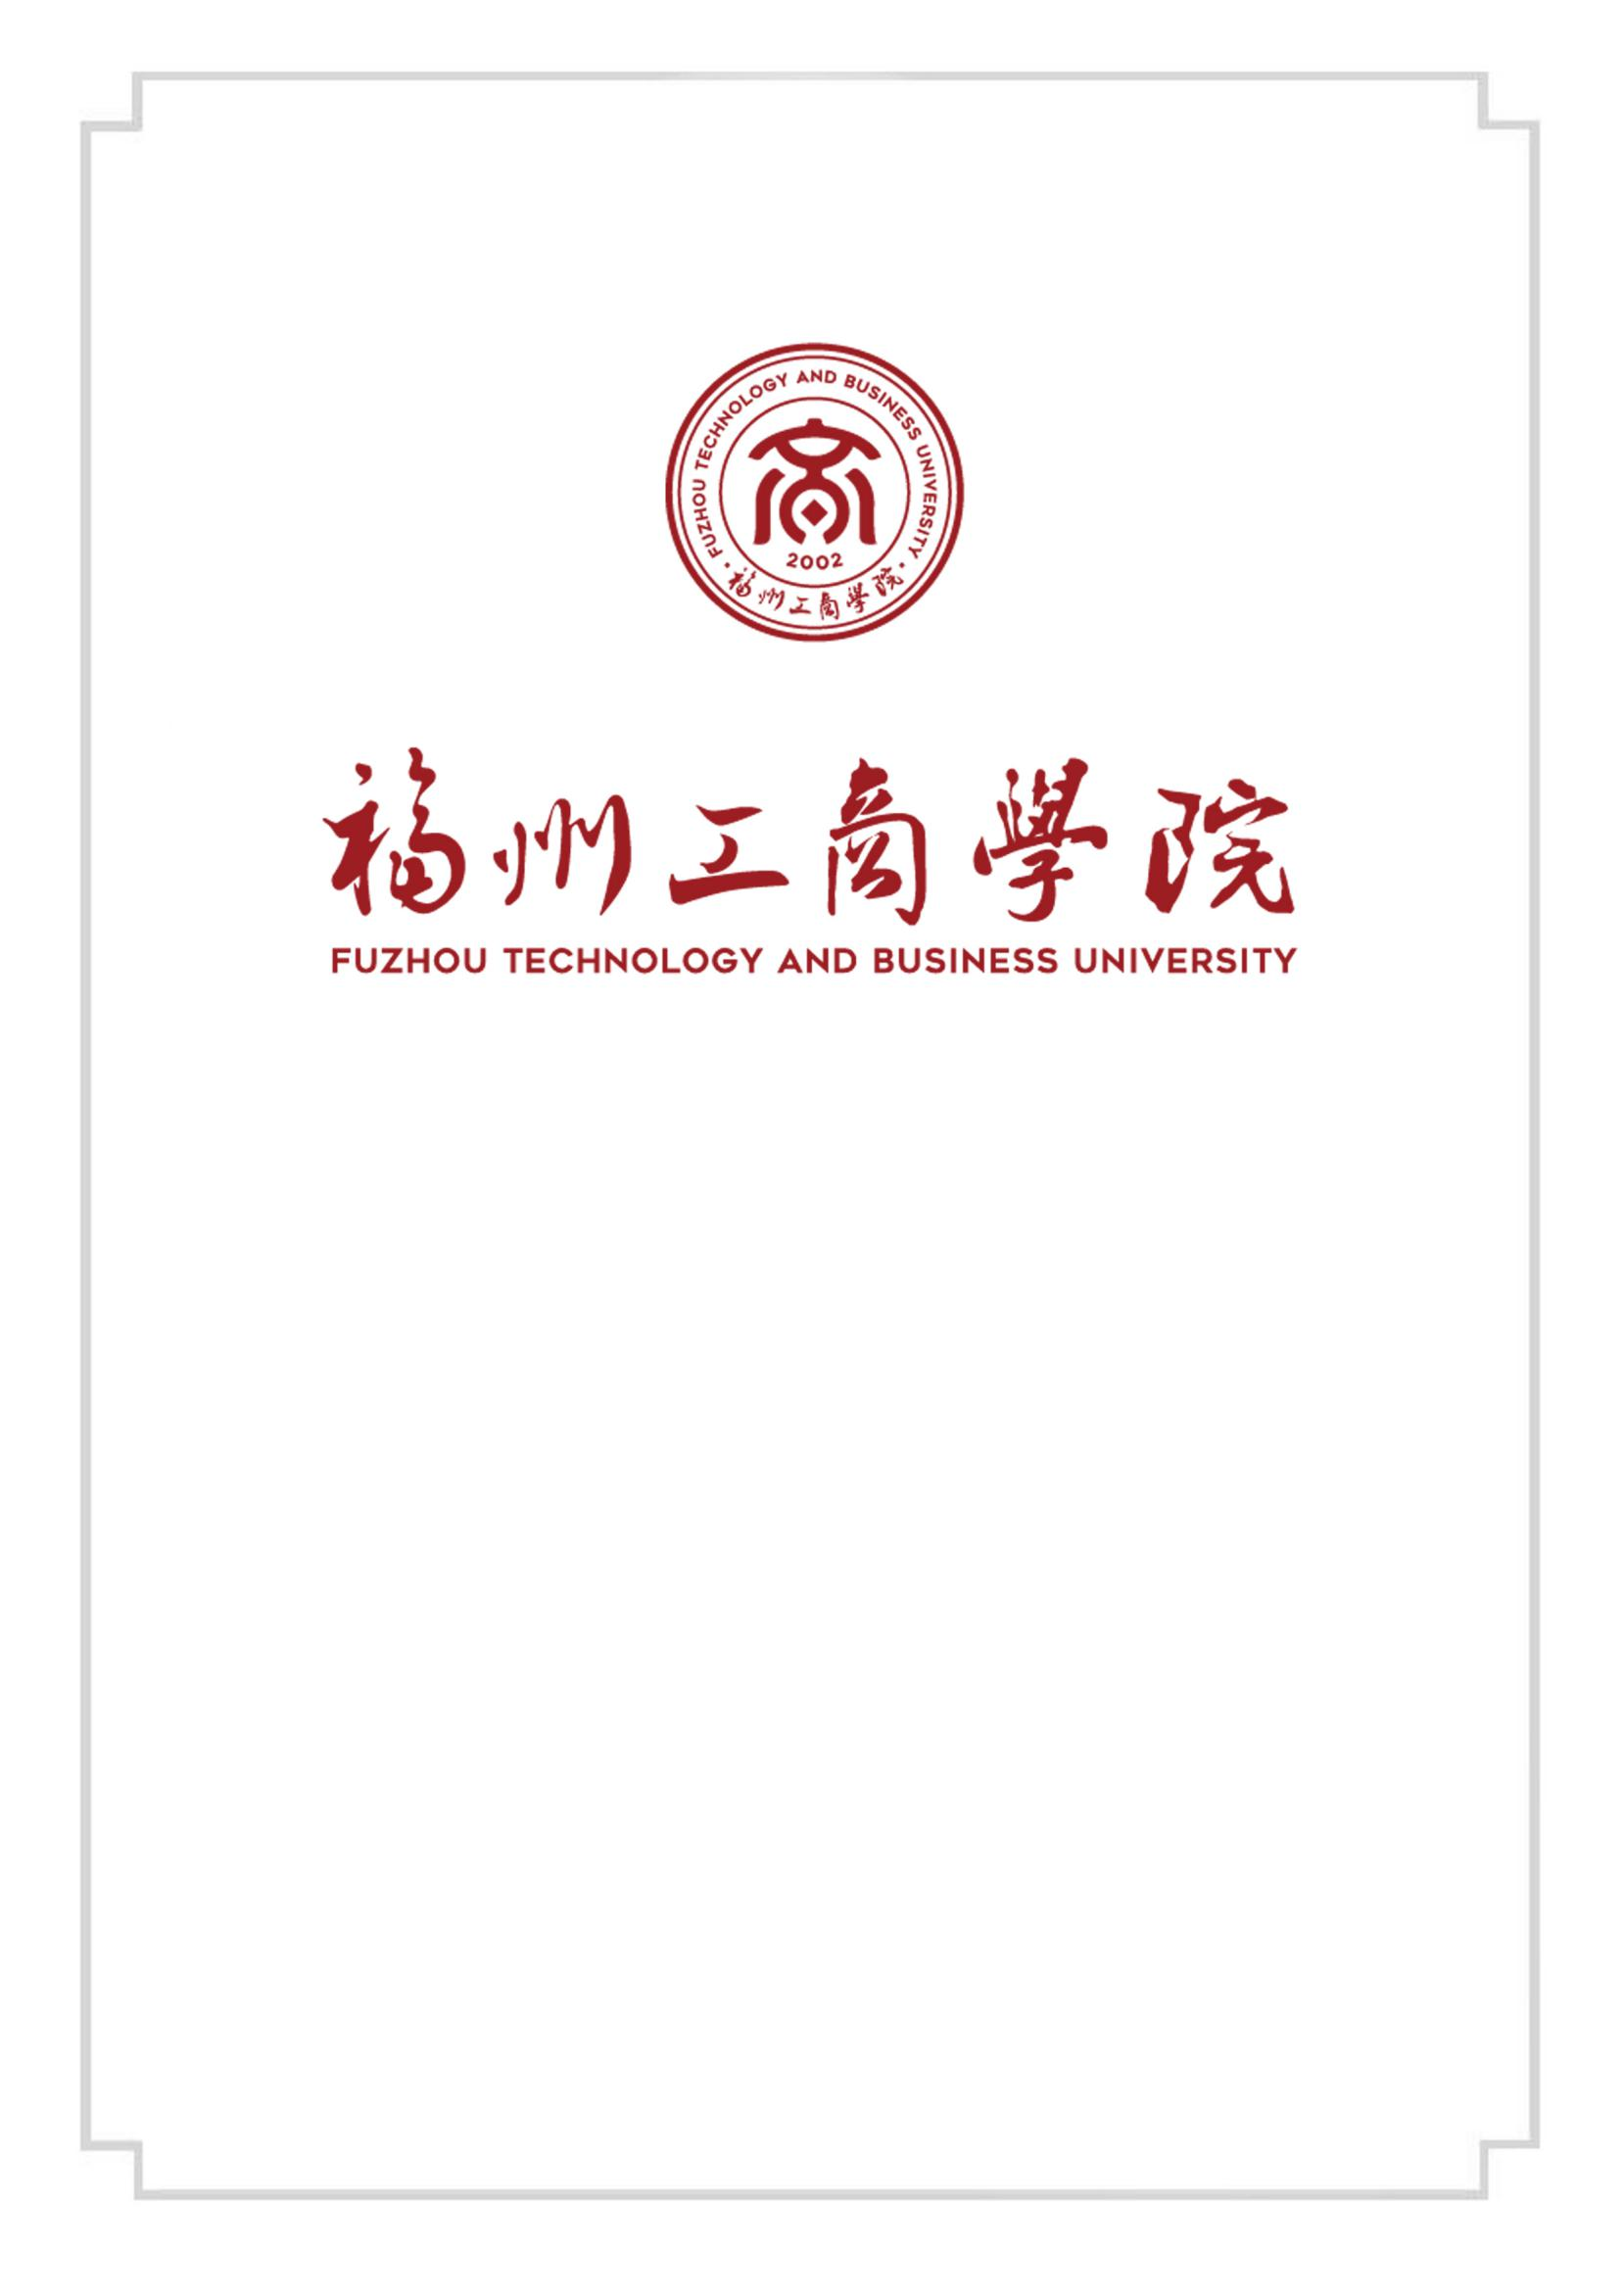 FUZHOU TECHNOLOGY AND BUSINESS UNIVERSITY
2002
福州工商學院
福州工商學院
FUZHOU TECHNOLOGY AND BUSINESS UNIVERSITY